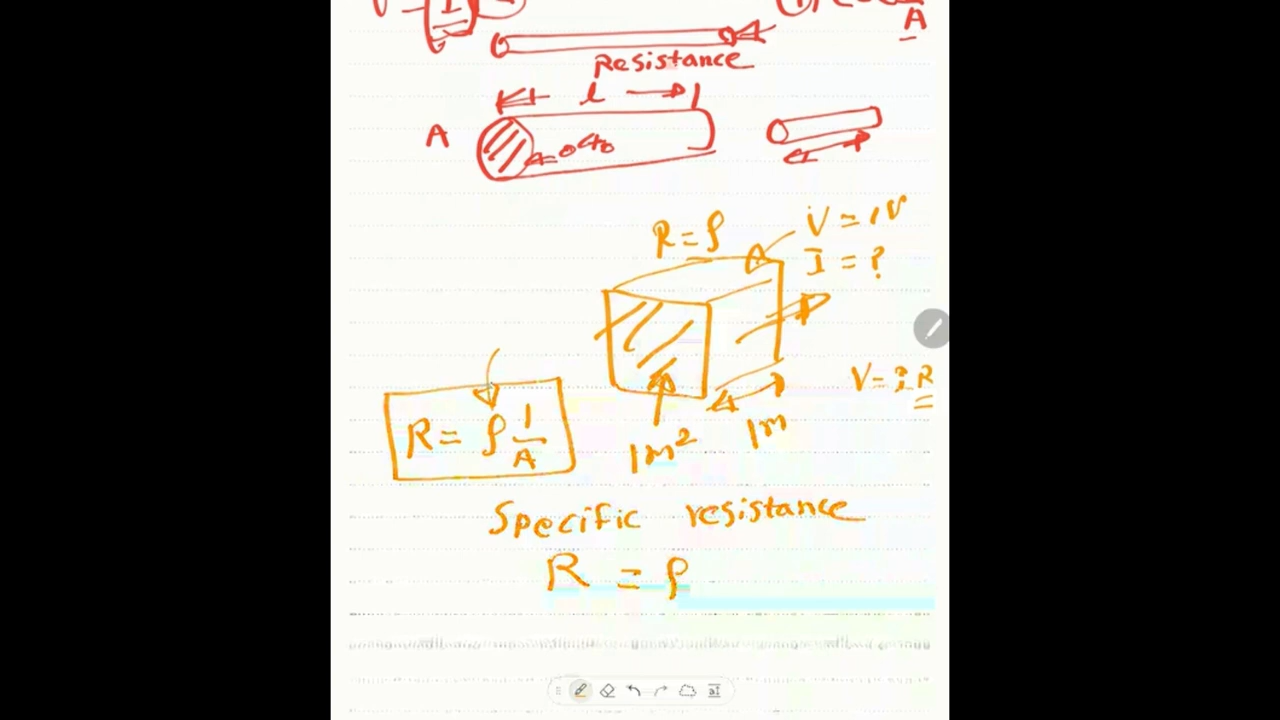 Resistance
l
A
R = ρ
V = 1V
I = ?
V = iR
R = ρ l/A
1m²
1m
Specific resistance
R = ρ